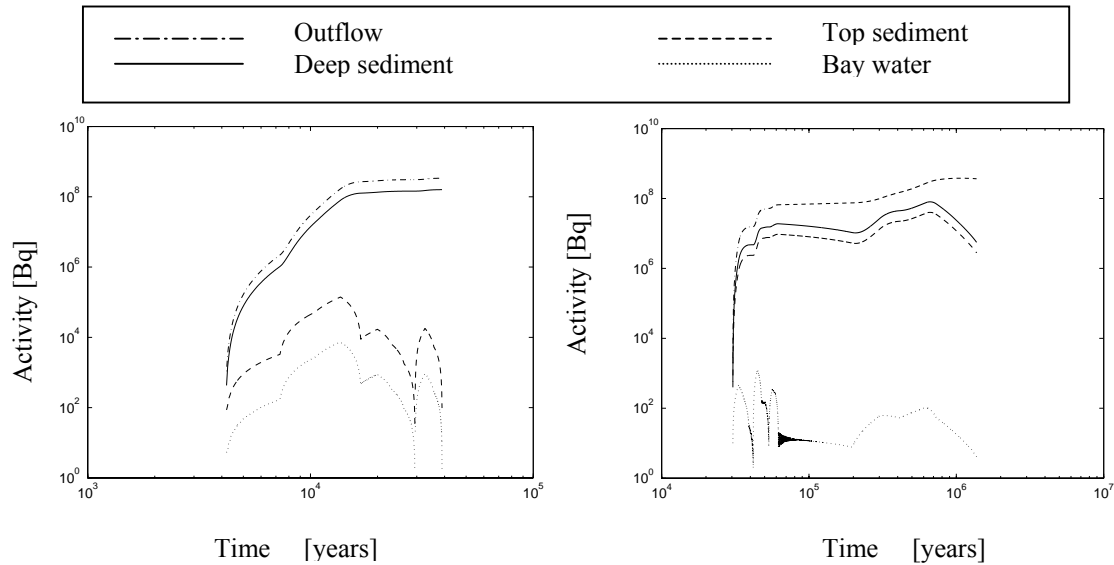 Outflow Top sediment
Deep sediment Bay water
Activity [Bq]
10^10
10^8
10^6
10^4
10^2
10^0
10^3 10^4 10^5
Time [years]
Activity [Bq]
10^10
10^8
10^6
10^4
10^2
10^0
10^4 10^5 10^6 10^7
Time [years]